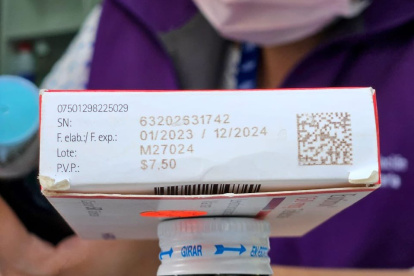 07501298225029
SN: 63202631742
F. elab:/ F. exp.: 01/2023 / 12/2024
Lote: M27024
P.V.P.: $7,50
GIRAR